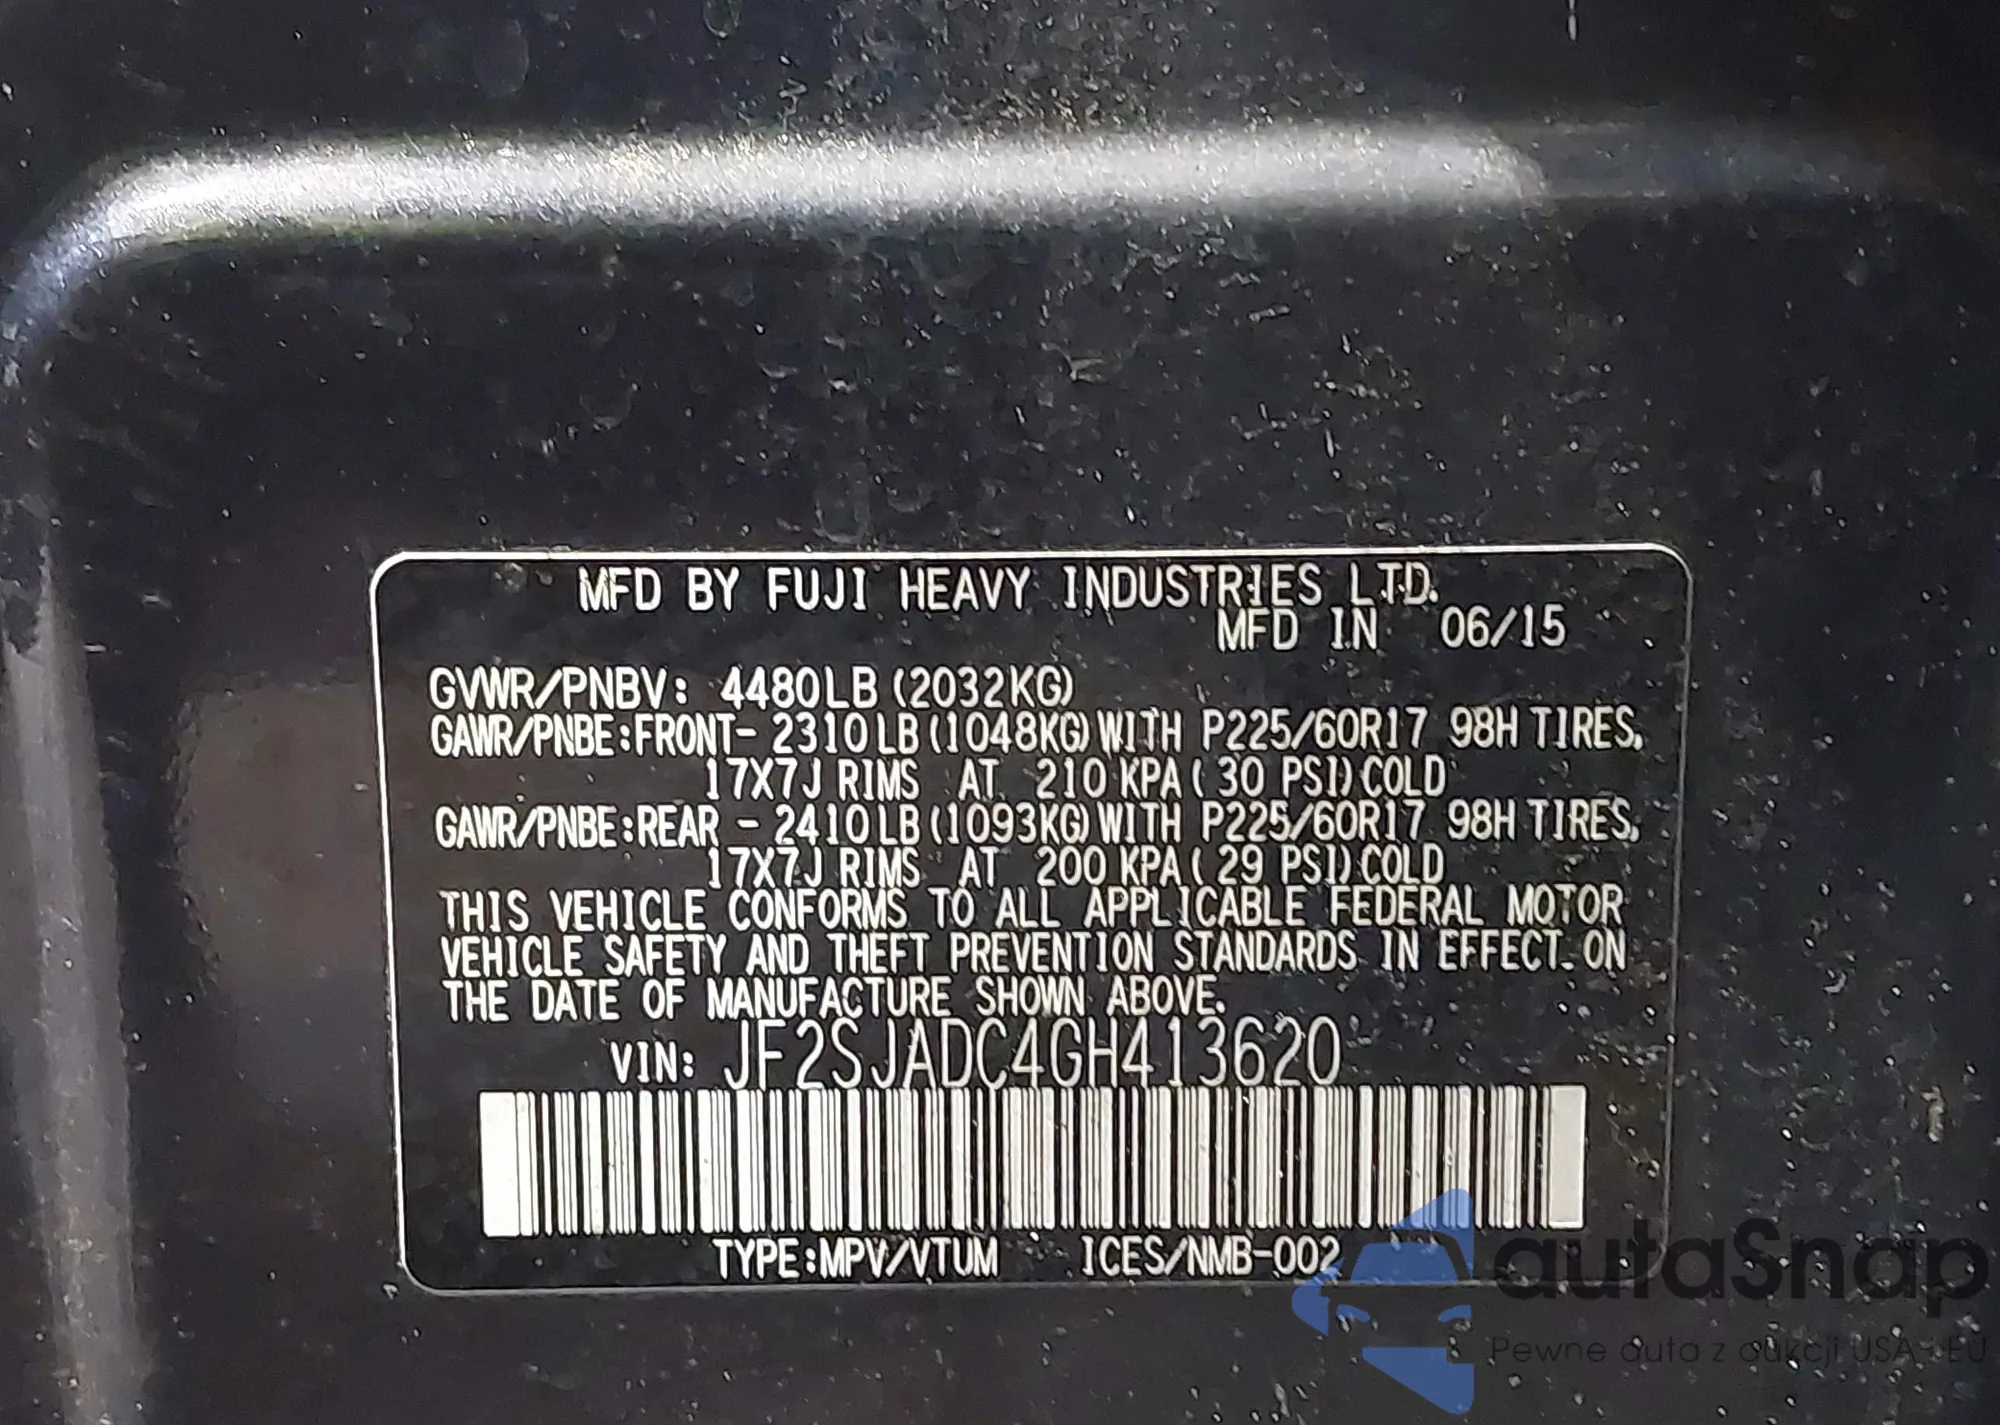 MFD BY FUJI HEAVY INDUSTRIES LTD.
MFD IN 06/15
GVWR/PNBV: 4480LB (2032KG)
GAWR/PNBE:FRONT- 2310LB(1048KG)WITH P225/60R17 98H TIRES,
17X7J RIMS AT 210 KPA( 30 PSI)COLD
GAWR/PNBE:REAR - 2410LB(1093KG)WITH P225/60R17 98H TIRES,
17X7J RIMS AT 200 KPA( 29 PSI)COLD
THIS VEHICLE CONFORMS TO ALL APPLICABLE FEDERAL MOTOR
VEHICLE SAFETY AND THEFT PREVENTION STANDARDS IN EFFECT ON
THE DATE OF MANUFACTURE SHOWN ABOVE.
VIN: JF2SJADC4GH413620
TYPE:MPV/VTUM ICES/NMB-002
autaSnap
Pewne auta z aukcji USA i EU